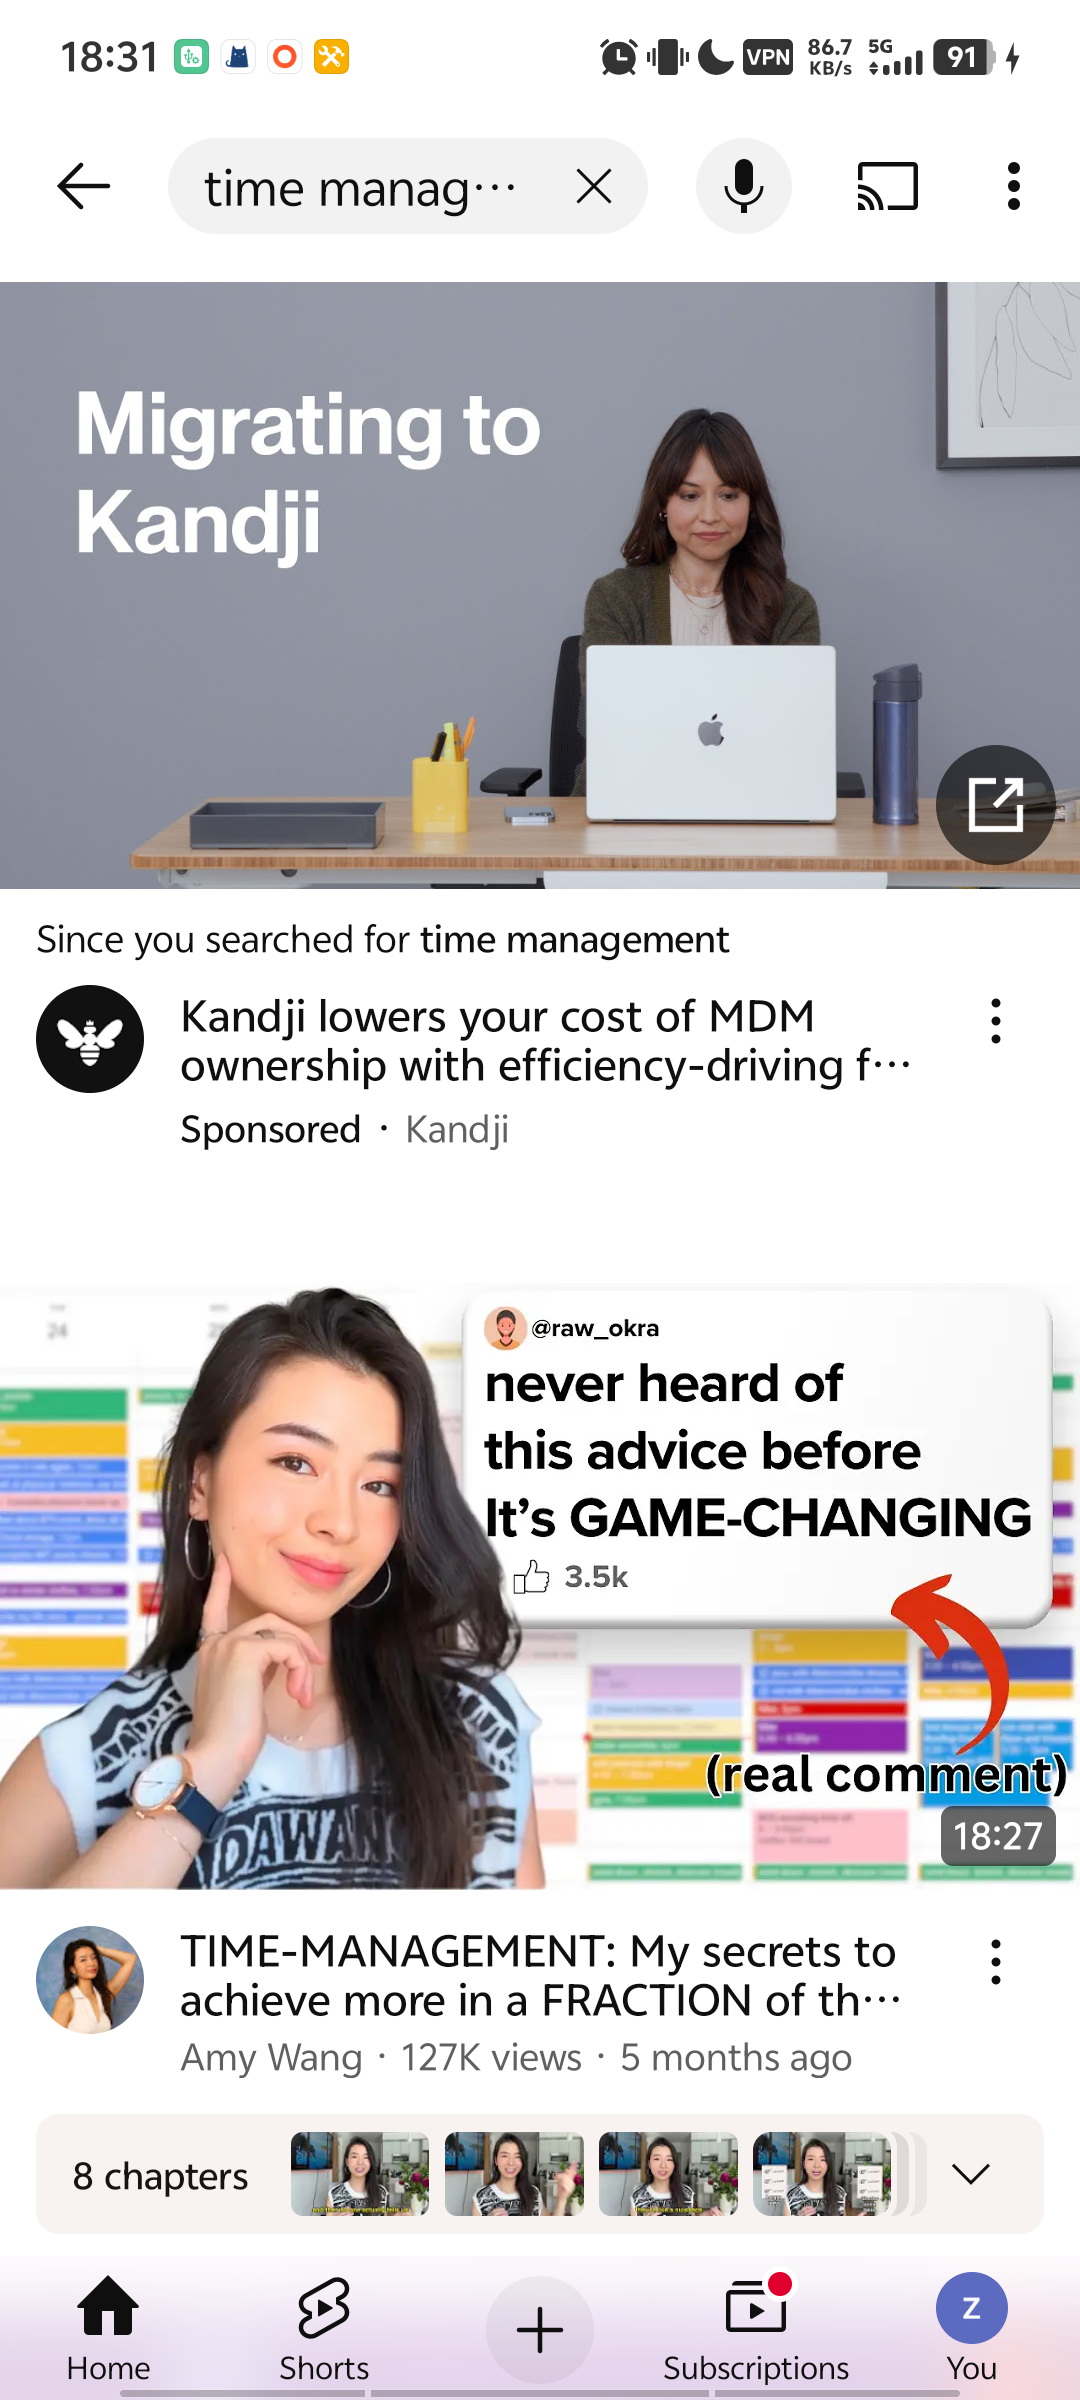 18:31
VPN
86.7
KB/s
5G
91
time manag···
Migrating to
Kandji
Since you searched for time management
Kandji lowers your cost of MDM
ownership with efficiency-driving f···
Sponsored · Kandji
24
@raw_okra
never heard of
this advice before
It's GAME-CHANGING
3.5k
(real comment)
DAWAN
18:27
TIME-MANAGEMENT: My secrets to
achieve more in a FRACTION of th···
Amy Wang · 127K views · 5 months ago
8 chapters
Home
Shorts
Subscriptions
Z
You